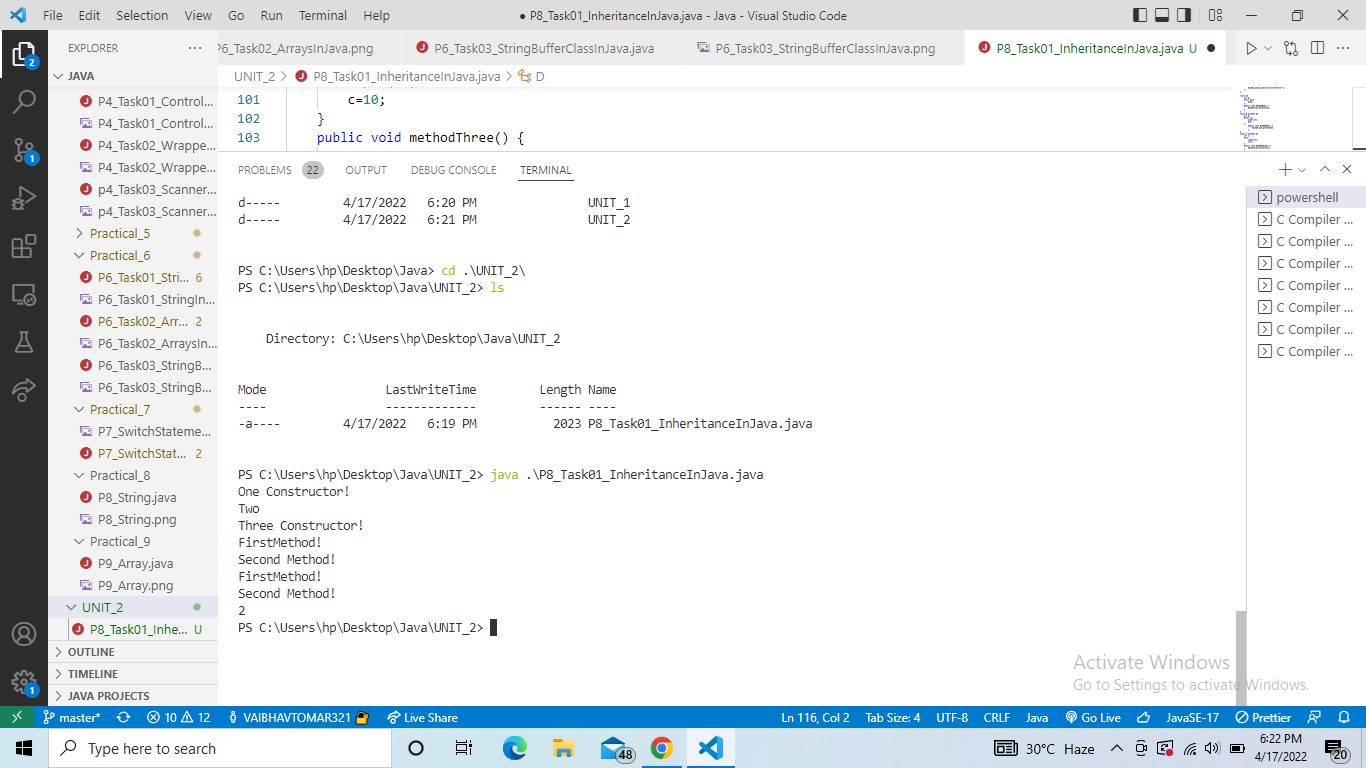 File Edit Selection View Go Run Terminal Help
● P8_Task01_InheritanceInJava.java - Java - Visual Studio Code
EXPLORER
P6_Task02_ArraysInJava.png
P6_Task03_StringBufferClassInJava.java
P6_Task03_StringBufferClassInJava.png
P8_Task01_InheritanceInJava.java U ●
2
JAVA
UNIT_2 > P8_Task01_InheritanceInJava.java > D
P4_Task01_Control...
P4_Task01_Control...
P4_Task02_Wrappe...
P4_Task02_Wrappe...
p4_Task03_Scanner...
p4_Task03_Scanner...
Practical_5
Practical_6
P6_Task01_Stri... 6
P6_Task01_StringIn...
P6_Task02_Arr... 2
P6_Task02_ArraysIn...
P6_Task03_StringB...
P6_Task03_StringB...
Practical_7
P7_SwitchStateme...
P7_SwitchStat... 2
Practical_8
P8_String.java
P8_String.png
Practical_9
P9_Array.java
P9_Array.png
UNIT_2
P8_Task01_Inhe... U
OUTLINE
TIMELINE
JAVA PROJECTS
1
1
101 c=10;
102 }
103 public void methodThree() {
PROBLEMS 22 OUTPUT DEBUG CONSOLE TERMINAL
d----- 4/17/2022 6:20 PM UNIT_1
d----- 4/17/2022 6:21 PM UNIT_2
PS C:\Users\hp\Desktop\Java> cd .\UNIT_2\
PS C:\Users\hp\Desktop\Java\UNIT_2> ls
Directory: C:\Users\hp\Desktop\Java\UNIT_2
Mode LastWriteTime Length Name
---- ------------- ------ ----
-a---- 4/17/2022 6:19 PM 2023 P8_Task01_InheritanceInJava.java
PS C:\Users\hp\Desktop\Java\UNIT_2> java .\P8_Task01_InheritanceInJava.java
One Constructor!
Two
Three Constructor!
FirstMethod!
Second Method!
FirstMethod!
Second Method!
2
PS C:\Users\hp\Desktop\Java\UNIT_2>
powershell
C Compiler ...
C Compiler ...
C Compiler ...
C Compiler ...
C Compiler ...
C Compiler ...
C Compiler ...
Activate Windows
Go to Settings to activate Windows.
master* 10 12 VAIBHAVTOMAR321 Live Share Ln 116, Col 2 Tab Size: 4 UTF-8 CRLF Java Go Live JavaSE-17 Prettier
Type here to search
48
30°C Haze
6:22 PM
4/17/2022
20